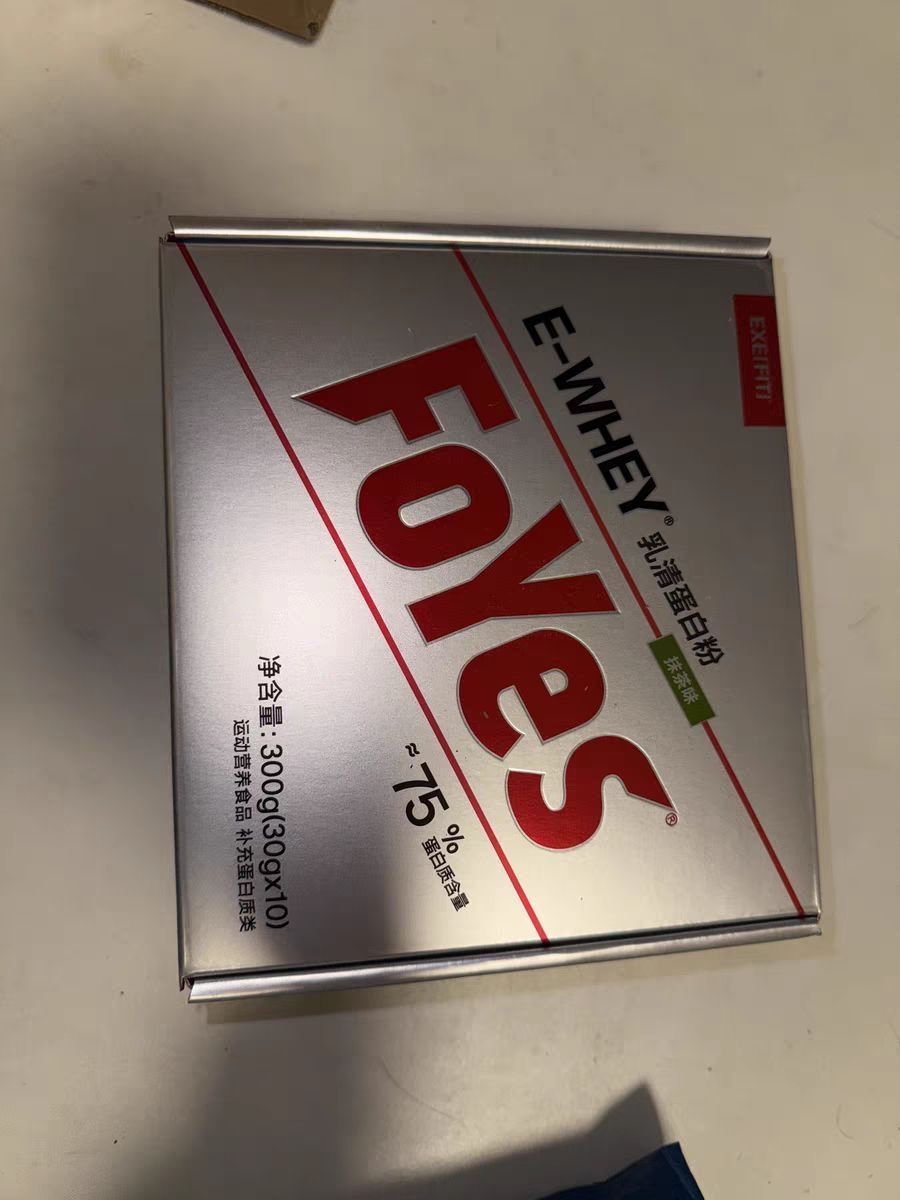 E-WHEY® 乳清蛋白粉
抹茶味
FOYeS®
≈75%
蛋白质含量
净含量：300g(30gx10)
运动营养食品 补充蛋白质类